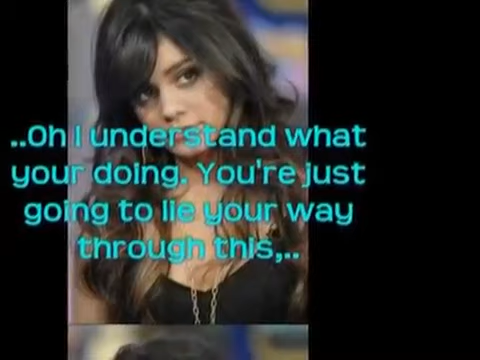 ..Oh I understand what
your doing. You're just
going to lie your way
through this,..